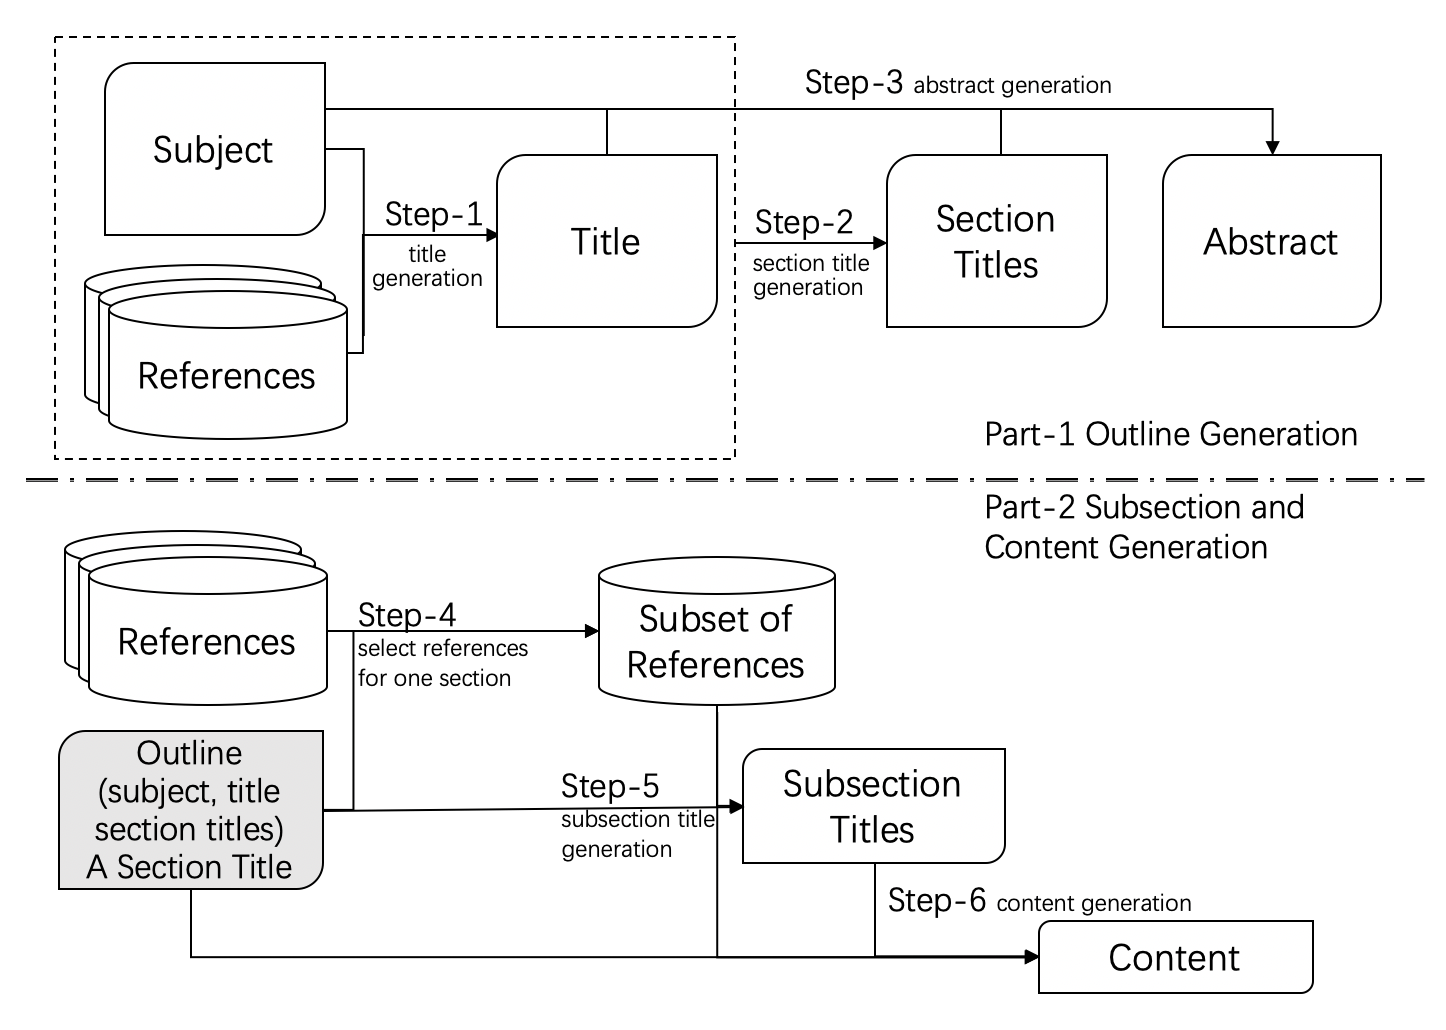 Step-3 abstract generation
Subject
Step-1
title
generation
Title
Step-2
section title
generation
Section
Titles
Abstract
References
Part-1 Outline Generation
Part-2 Subsection and
Content Generation
References
Step-4
select references
for one section
Subset of
References
Outline
(subject, title
section titles)
A Section Title
Step-5
subsection title
generation
Subsection
Titles
Step-6 content generation
Content